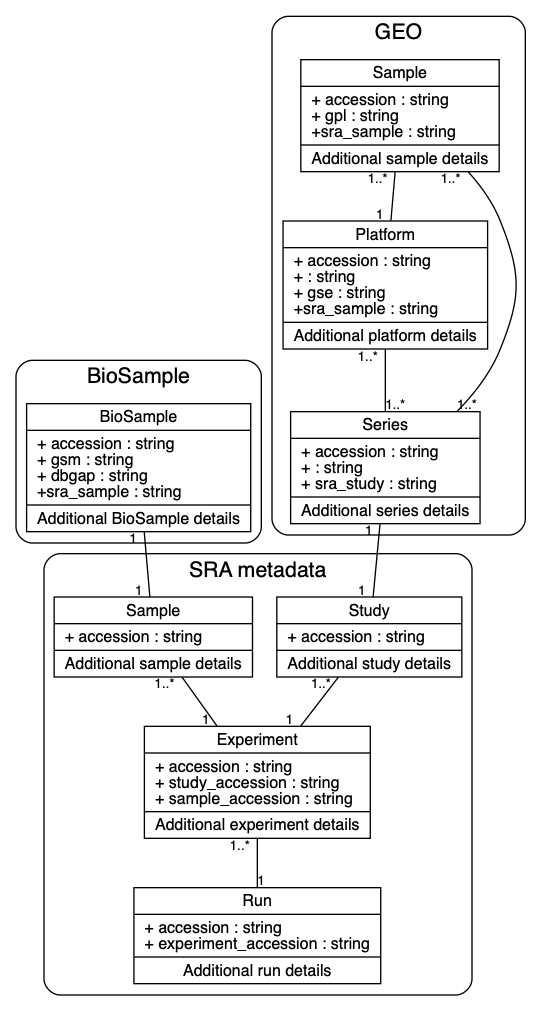 GEO
Sample
+ accession : string
+ gpl : string
+sra_sample : string
Additional sample details
1..*
1..*
1
Platform
+ accession : string
+ : string
+ gse : string
+sra_sample : string
Additional platform details
1..*
1..*
1..*
Series
+ accession : string
+ : string
+ sra_study : string
Additional series details
1
BioSample
BioSample
+ accession : string
+ gsm : string
+ dbgap : string
+sra_sample : string
Additional BioSample details
1
SRA metadata
1
1
Sample
+ accession : string
Additional sample details
1..*
Study
+ accession : string
Additional study details
1..*
1
1
Experiment
+ accession : string
+ study_accession : string
+ sample_accession : string
Additional experiment details
1..*
1
Run
+ accession : string
+ experiment_accession : string
Additional run details